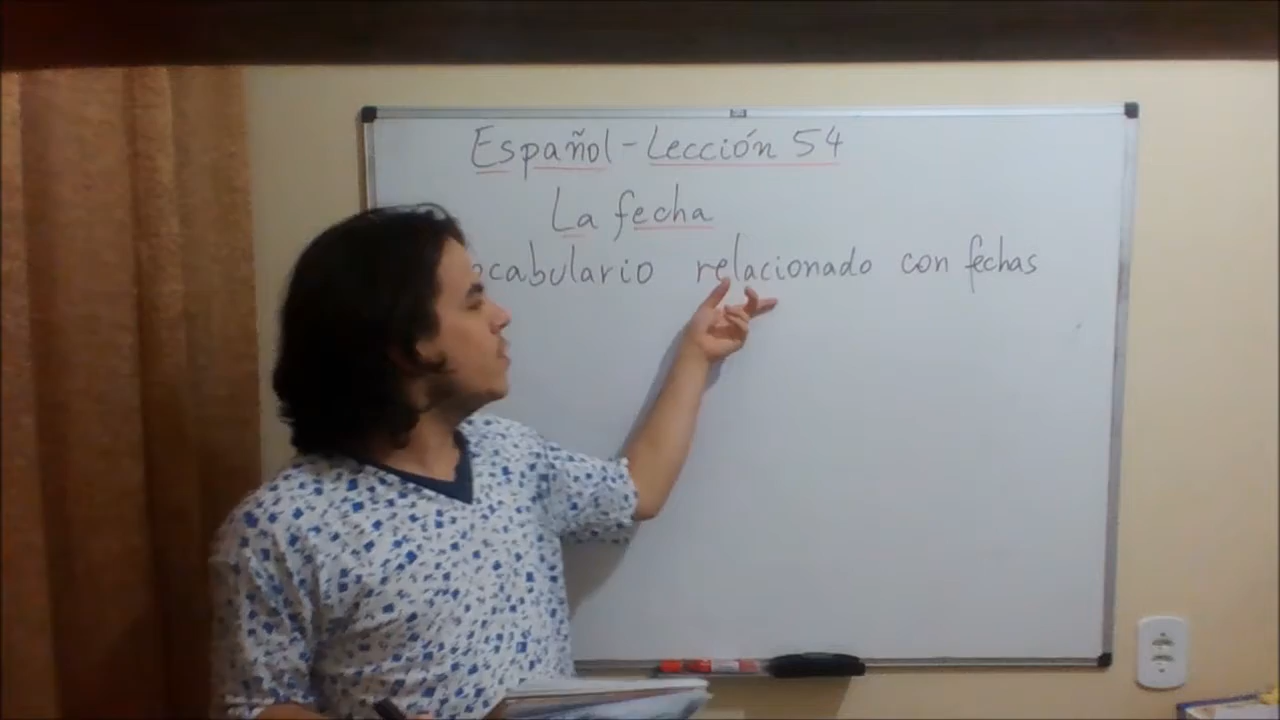 Español - Lección 54
La fecha
ocabulario relacionado con fechas